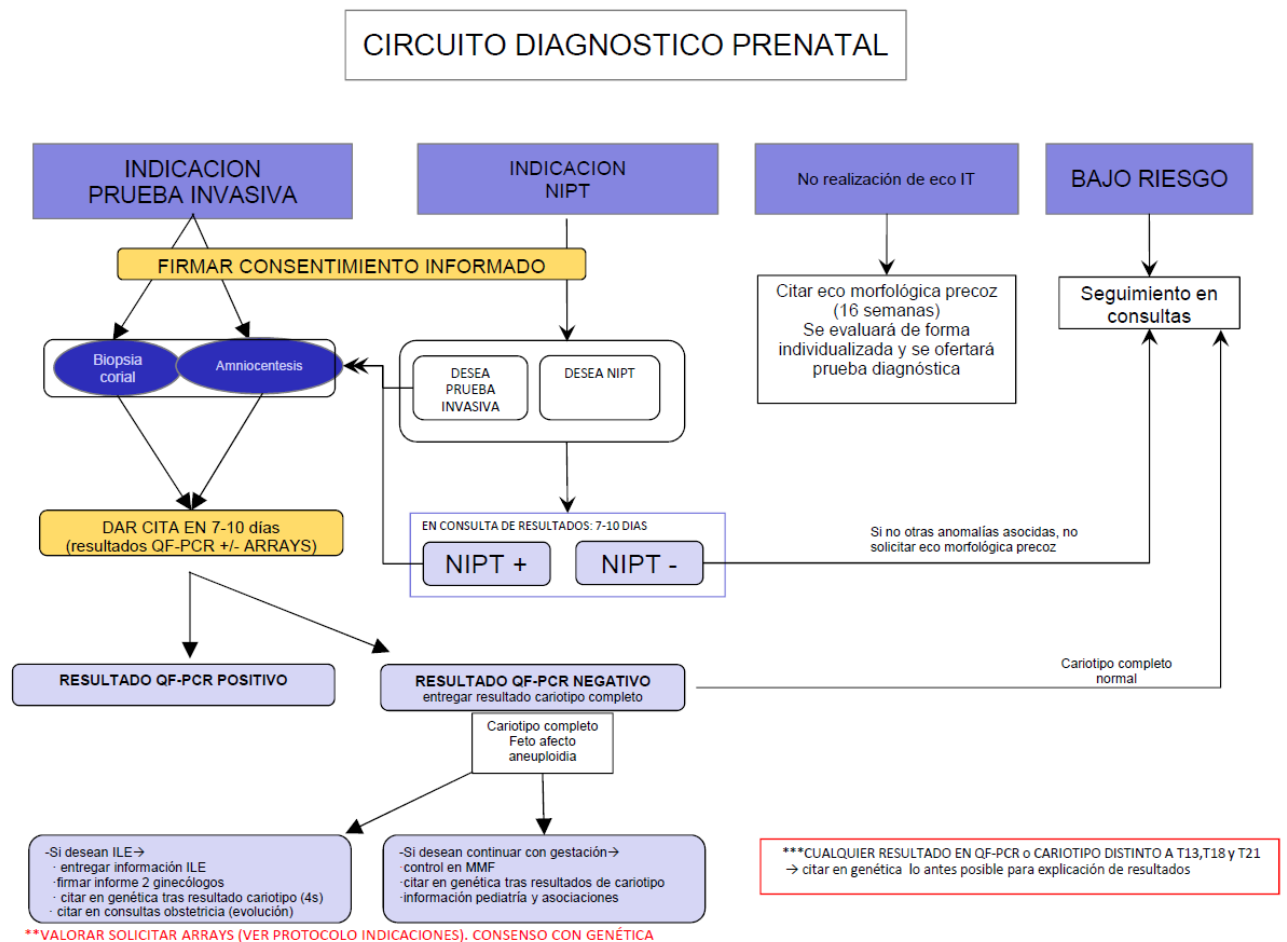 CIRCUITO DIAGNOSTICO PRENATAL
INDICACION
PRUEBA INVASIVA
INDICACION
NIPT
No realización de eco IT
BAJO RIESGO
FIRMAR CONSENTIMIENTO INFORMADO
Biopsia
corial
Amniocentesis
DESEA
PRUEBA
INVASIVA
DESEA NIPT
Citar eco morfológica precoz
(16 semanas)
Se evaluará de forma
individualizada y se ofertará
prueba diagnóstica
Seguimiento en
consultas
DAR CITA EN 7-10 días
(resultados QF-PCR +/- ARRAYS)
EN CONSULTA DE RESULTADOS: 7-10 DIAS
NIPT +
NIPT -
Si no otras anomalías asocidas, no
solicitar eco morfológica precoz
RESULTADO QF-PCR POSITIVO
RESULTADO QF-PCR NEGATIVO
entregar resultado cariotipo completo
Cariotipo completo
normal
Cariotipo completo
Feto afecto
aneuploidia
-Si desean ILE→
· entregar información ILE
·firmar informe 2 ginecólogos
· citar en genética tras resultado cariotipo (4s)
· citar en consultas obstetricia (evolución)
-Si desean continuar con gestación→
·control en MMF
·citar en genética tras resultados de cariotipo
·información pediatría y asociaciones
***CUALQUIER RESULTADO EN QF-PCR o CARIOTIPO DISTINTO A T13,T18 y T21
→ citar en genética lo antes posible para explicación de resultados
**VALORAR SOLICITAR ARRAYS (VER PROTOCOLO INDICACIONES). CONSENSO CON GENÉTICA